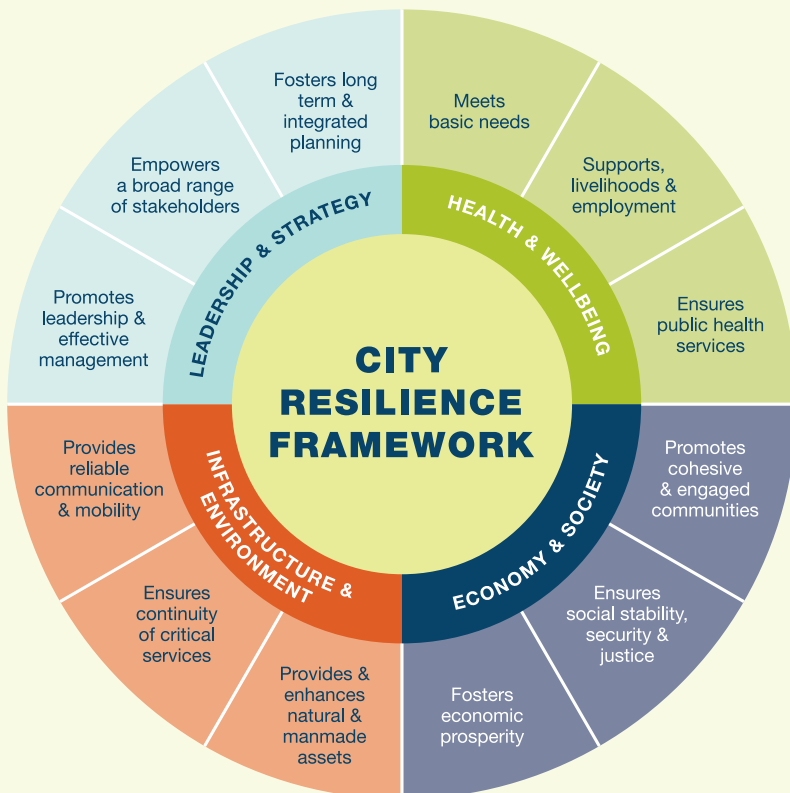 CITY
RESILIENCE
FRAMEWORK
HEALTH & WELLBEING
Meets
basic needs
Supports,
livelihoods &
employment
Ensures
public health
services
ECONOMY & SOCIETY
Promotes
cohesive
& engaged
communities
Ensures
social stability,
security &
justice
Fosters
economic
prosperity
INFRASTRUCTURE &
ENVIRONMENT
Provides &
enhances
natural &
manmade
assets
Ensures
continuity
of critical
services
Provides
reliable
communication
& mobility
LEADERSHIP & STRATEGY
Promotes
leadership &
effective
management
Empowers
a broad range
of stakeholders
Fosters long
term &
integrated
planning